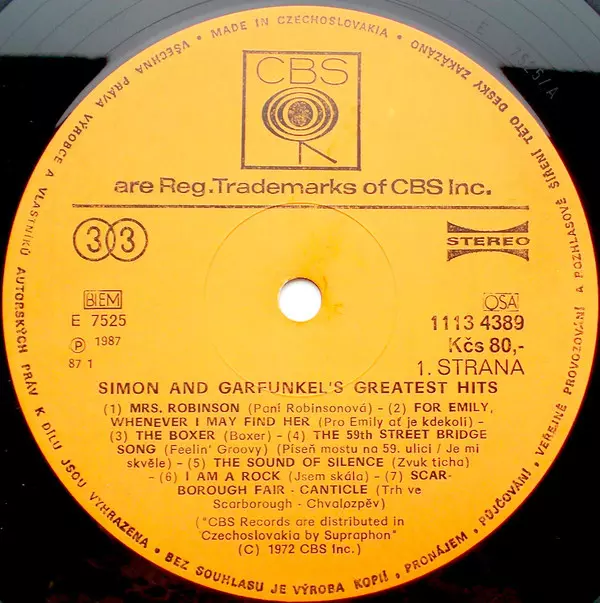 • MADE IN CZECHOSLOVAKIA •
VŠECHNA PRÁVA VÝROBCE A VLASTNÍKŮ AUTORSKÝCH PRÁV K DÍLU JSOU VYHRAZENA • BEZ SOUHLASU JE VÝROBA KOPIÍ • PRONÁJEM • PŮJČOVÁNÍ • VEŘEJNÉ PROVOZOVÁNÍ A ROZHLASOVÉ ŠÍŘENÍ TÉTO DESKY ZAKÁZÁNO
E 7525/A
CBS
are Reg. Trademarks of CBS Inc.
33
STEREO
BIEM
OSA
E 7525
1113 4389
Ⓟ 1987
Kčs 80,-
87 1
1. STRANA
SIMON AND GARFUNKEL'S GREATEST HITS
(1) MRS. ROBINSON (Paní Robinsonová) - (2) FOR EMILY,
WHENEVER I MAY FIND HER (Pro Emily ať je kdekoli) -
- (3) THE BOXER (Boxer) - (4) THE 59th STREET BRIDGE
SONG (Feelin' Groovy) (Píseň mostu na 59. ulici / Je mi
skvěle) - (5) THE SOUND OF SILENCE (Zvuk ticha) -
- (6) I AM A ROCK (Jsem skála) - (7) SCAR-
BOROUGH FAIR - CANTICLE (Trh ve
Scarborough - Chvalozpěv)
("CBS Records are distributed in
Czechoslovakia by Supraphon"
(C) 1972 CBS Inc.)